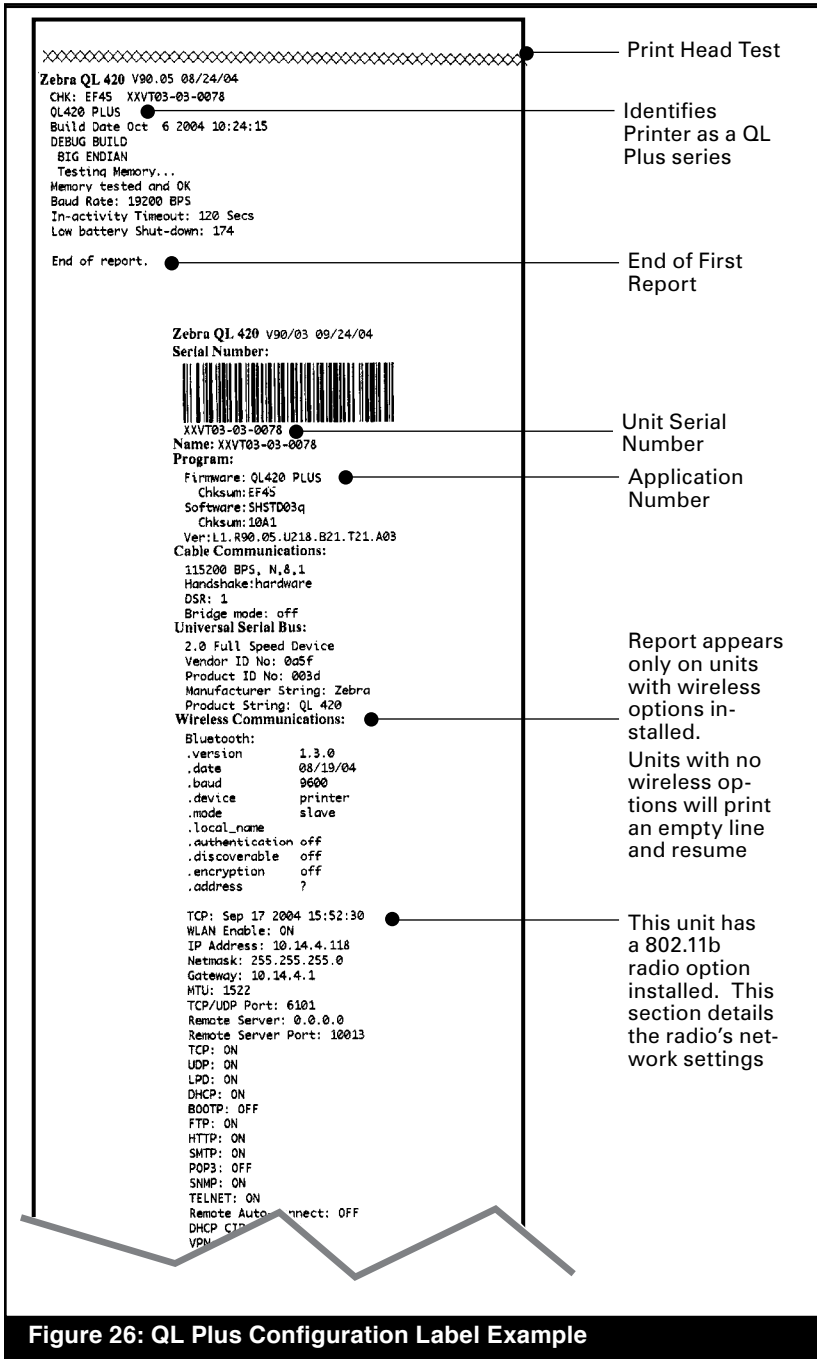 Print Head Test
Zebra QL 420 V90.05 08/24/04
CHK: EF45 XXVT03-03-0078
QL420 PLUS
Build Date Oct 6 2004 10:24:15
DEBUG BUILD
BIG ENDIAN
Testing Memory...
Memory tested and OK
Baud Rate: 19200 BPS
In-activity Timeout: 120 Secs
Low battery Shut-down: 174
Identifies
Printer as a QL
Plus series
End of report.
End of First
Report
Zebra QL 420 V90/03 09/24/04
Serial Number:
XXVT03-03-0078
Unit Serial
Number
Name: XXVT03-03-0078
Program:
Firmware: QL420 PLUS
Application
Number
Chksum:EF45
Software:SHSTD03q
Chksum:10A1
Ver:L1.R90.05.U218.B21.T21.A03
Cable Communications:
115200 BPS, N,8,1
Handshake:hardware
DSR: 1
Bridge mode: off
Universal Serial Bus:
2.0 Full Speed Device
Vendor ID No: 0a5f
Product ID No: 003d
Manufacturer String: Zebra
Product String: QL 420
Wireless Communications:
Report appears
only on units
with wireless
options in-
stalled.
Units with no
wireless op-
tions will print
an empty line
and resume
Bluetooth:
.version 1.3.0
.date 08/19/04
.baud 9600
.device printer
.mode slave
.local_name
.authentication off
.discoverable off
.encryption off
.address ?
TCP: Sep 17 2004 15:52:30
WLAN Enable: ON
IP Address: 10.14.4.118
Netmask: 255.255.255.0
Gateway: 10.14.4.1
MTU: 1522
TCP/UDP Port: 6101
Remote Server: 0.0.0.0
Remote Server Port: 10013
TCP: ON
UDP: ON
LPD: ON
DHCP: ON
BOOTP: OFF
FTP: ON
HTTP: ON
SMTP: ON
POP3: OFF
SNMP: ON
TELNET: ON
This unit has
a 802.11b
radio option
installed. This
section details
the radio's net-
work settings
Remote Auto- nnect: OFF
DHCP
VPN
Figure 26: QL Plus Configuration Label Example